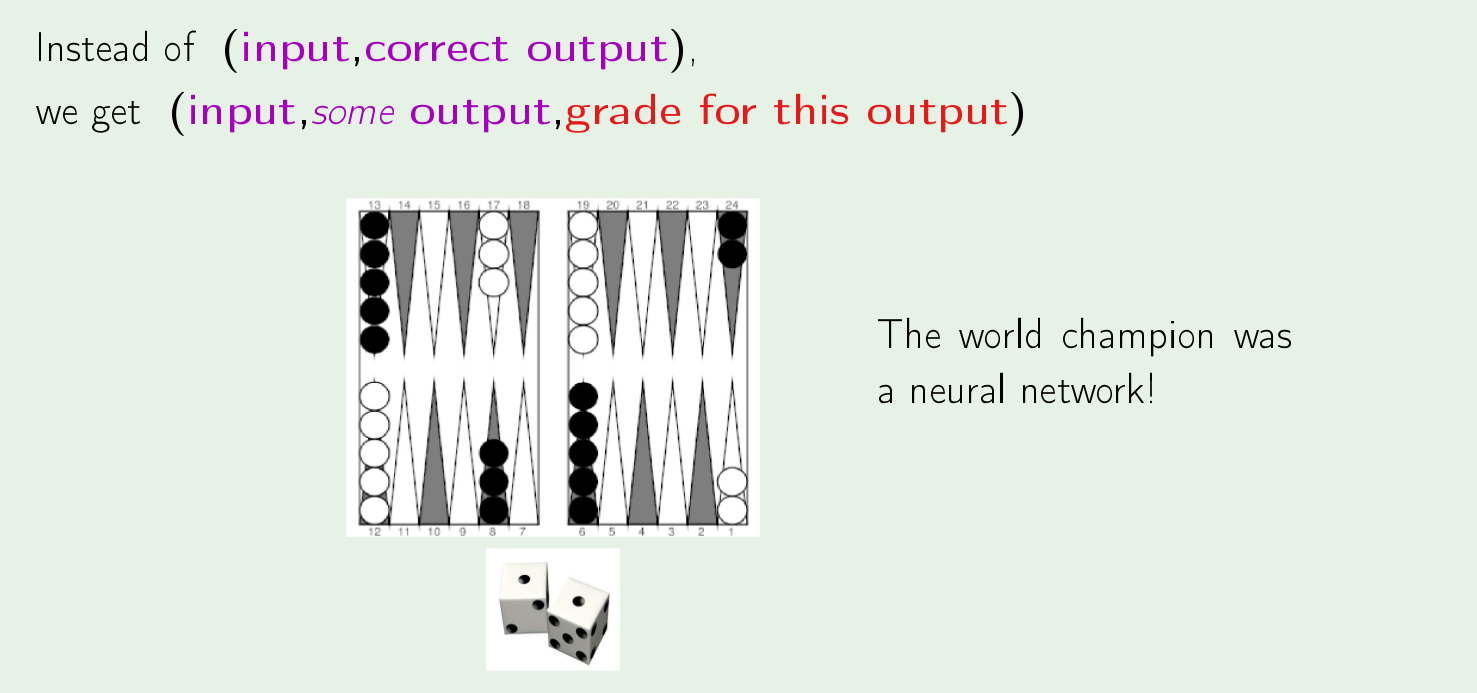 Instead of (input,correct output),
we get (input,some output,grade for this output)
13 14 15 16 17 18 19 20 21 22 23 24
The world champion was
a neural network!
12 11 10 9 8 7 6 5 4 3 2 1